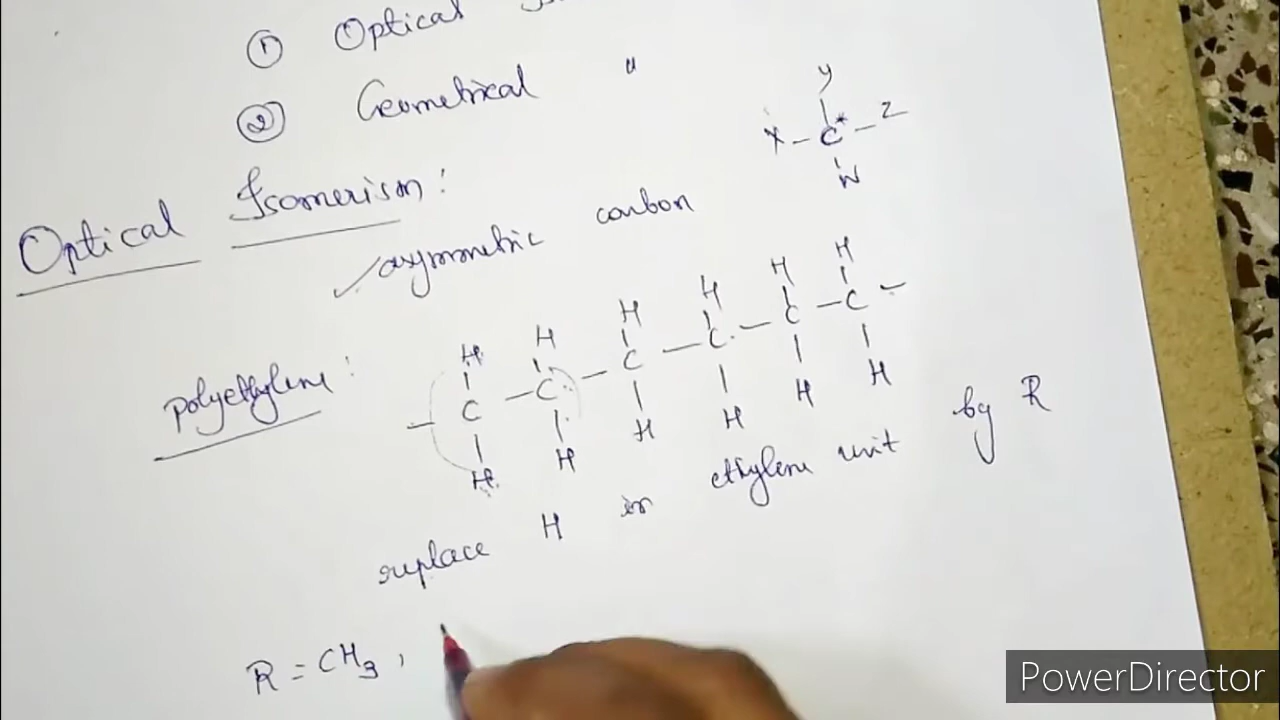 ① Optical
② Geometrical "
Y
X – C* – Z
W
Optical Isomerism :
✓ asymmetric carbon
H H H H H H
polyethylene : – C – C – C – C – C – C –
H H H H H H
replace H in ethylene unit by R
R = CH3 ,
PowerDirector